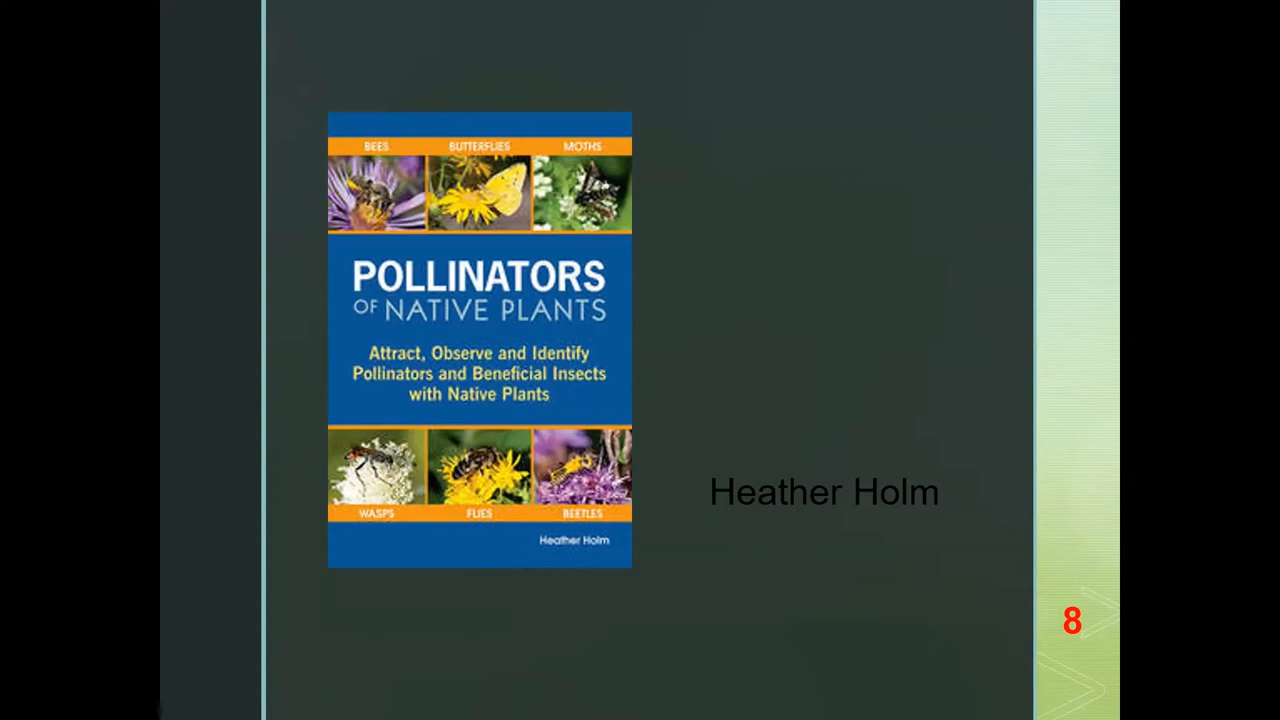 BEES BUTTERFLIES MOTHS
POLLINATORS
OF NATIVE PLANTS
Attract, Observe and Identify
Pollinators and Beneficial Insects
with Native Plants
WASPS FLIES BEETLES
Heather Holm
Heather Holm
8